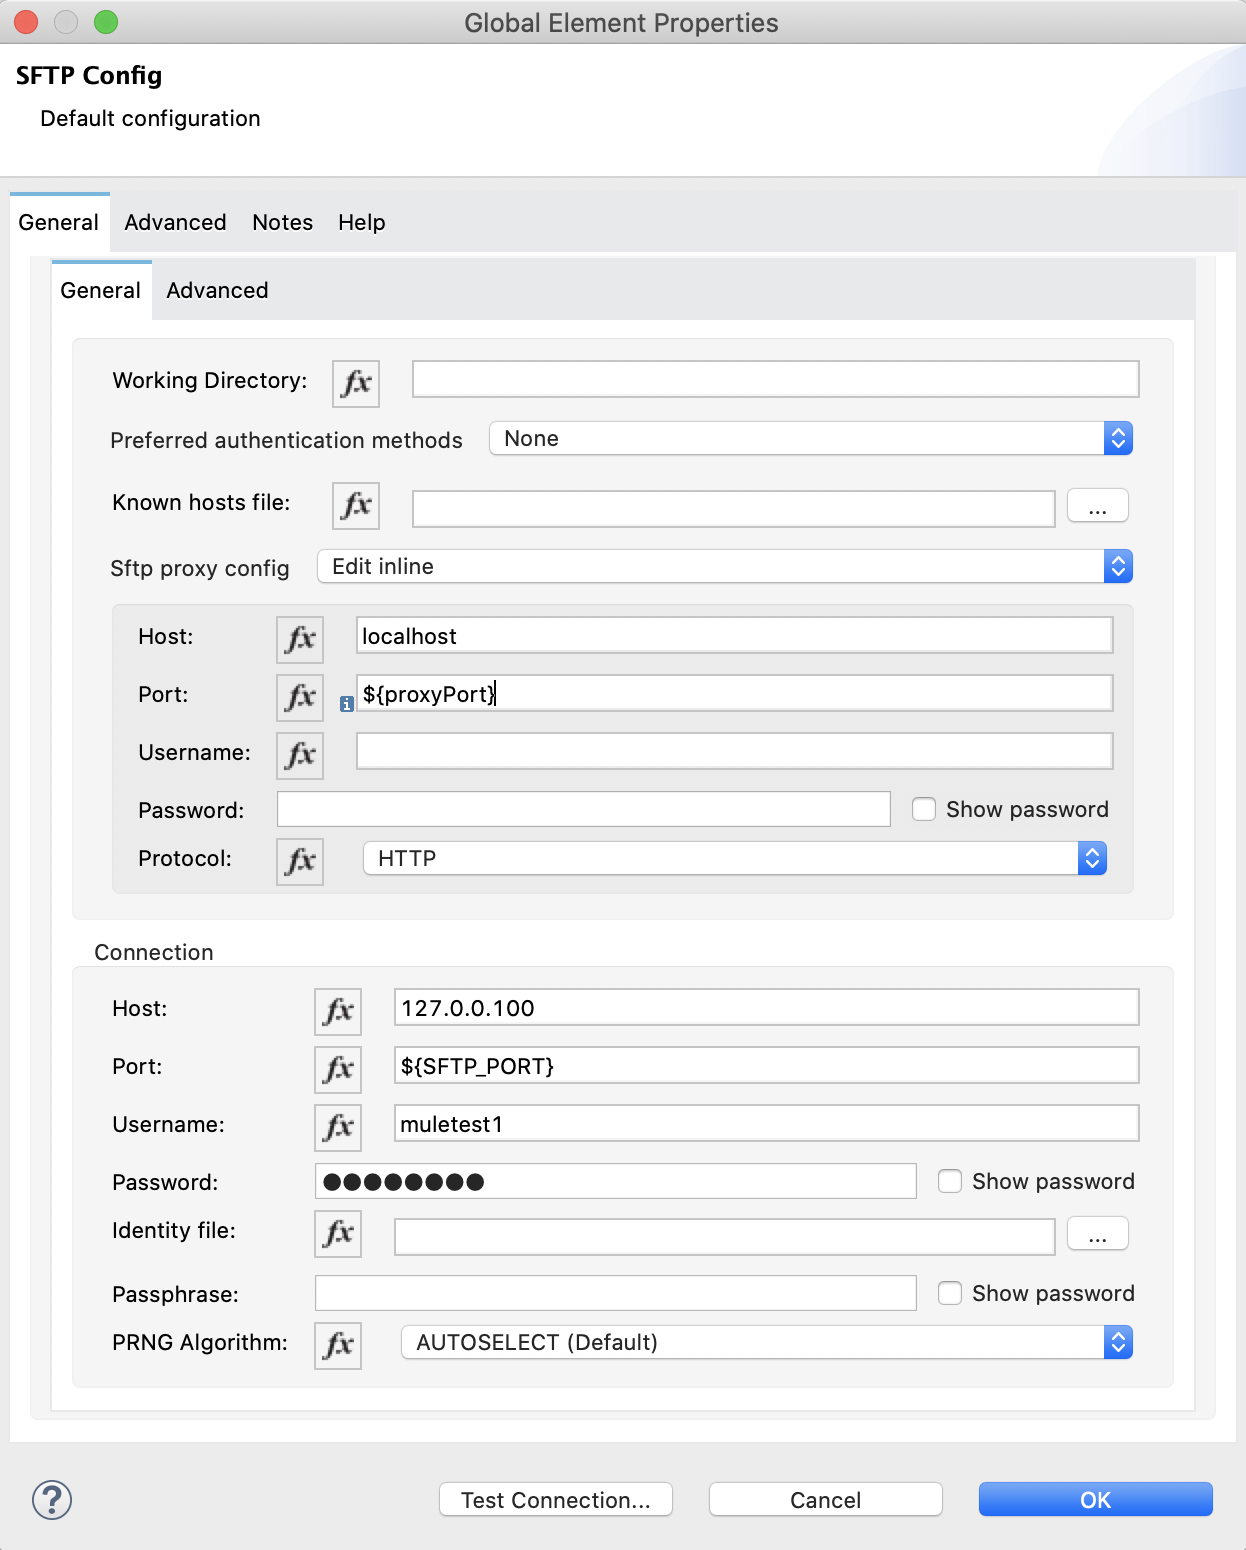 Global Element Properties
SFTP Config
Default configuration
General Advanced Notes Help
General Advanced
Working Directory: fx
Preferred authentication methods None
Known hosts file: fx ...
Sftp proxy config Edit inline
Host: fx localhost
Port: fx i ${proxyPort}
Username: fx
Password: Show password
Protocol: fx HTTP
Connection
Host: fx 127.0.0.100
Port: fx ${SFTP_PORT}
Username: fx muletest1
Password: ●●●●●●●● Show password
Identity file: fx ...
Passphrase: Show password
PRNG Algorithm: fx AUTOSELECT (Default)
? Test Connection... Cancel OK